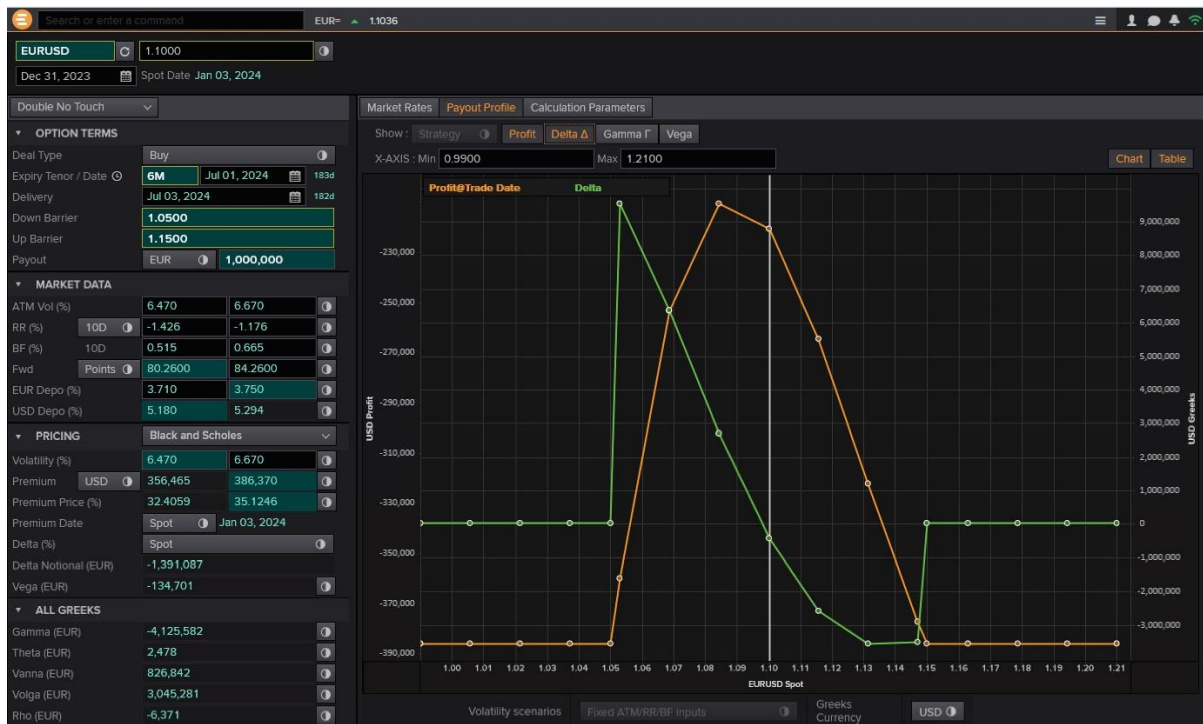 Search or enter a command EUR= ▲ 1.1036
EURUSD 1.1000
Dec 31, 2023 Spot Date Jan 03, 2024
Double No Touch
OPTION TERMS
Deal Type Buy
Expiry Tenor / Date 6M Jul 01, 2024 183d
Delivery Jul 03, 2024 182d
Down Barrier 1.0500
Up Barrier 1.1500
Payout EUR 1,000,000
MARKET DATA
ATM Vol (%) 6.470 6.670
RR (%) 10D -1.426 -1.176
BF (%) 10D 0.515 0.665
Fwd Points 80.2600 84.2600
EUR Depo (%) 3.710 3.750
USD Depo (%) 5.180 5.294
PRICING Black and Scholes
Volatility (%) 6.470 6.670
Premium USD 356,465 386,370
Premium Price (%) 32.4059 35.1246
Premium Date Spot Jan 03, 2024
Delta (%) Spot
Delta Notional (EUR) -1,391,087
Vega (EUR) -134,701
ALL GREEKS
Gamma (EUR) -4,125,582
Theta (EUR) 2,478
Vanna (EUR) 826,842
Volga (EUR) 3,045,281
Rho (EUR) -6,371
Market Rates Payout Profile Calculation Parameters
Show : Strategy Profit Delta Δ Gamma Γ Vega
X-AXIS : Min 0.9900 Max 1.2100 Chart Table
Profit@Trade Date Delta
USD Profit
-230,000
-250,000
-270,000
-290,000
-310,000
-330,000
-350,000
-370,000
-390,000
9,000,000
8,000,000
7,000,000
6,000,000
5,000,000
4,000,000
3,000,000
2,000,000
1,000,000
0
-1,000,000
-2,000,000
-3,000,000
USD Greeks
1.00 1.01 1.02 1.03 1.04 1.05 1.06 1.07 1.08 1.09 1.10 1.11 1.12 1.13 1.14 1.15 1.16 1.17 1.18 1.19 1.20 1.21
EURUSD Spot
Volatility scenarios Fixed ATM/RR/BF inputs Greeks Currency USD